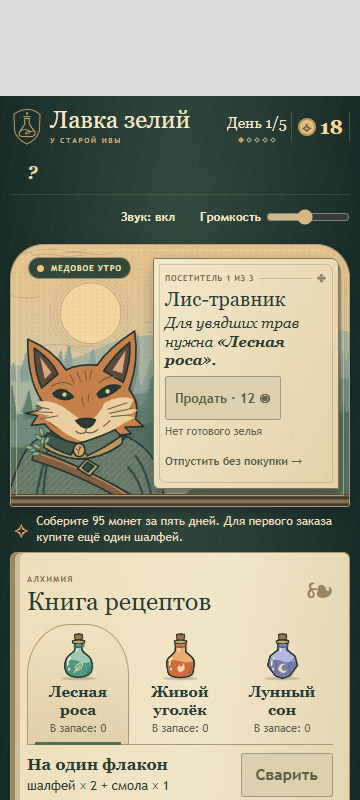 Лавка зелий
У СТАРОЙ ИВЫ
День 1/5
18
?
Звук: вкл
Громкость
МЕДОВОЕ УТРО
ПОСЕТИТЕЛЬ 1 ИЗ 3
Лис-травник
Для увядших трав
нужна «Лесная
роса».
Продать · 12
Нет готового зелья
Отпустить без покупки →
Соберите 95 монет за пять дней. Для первого заказа
купите ещё один шалфей.
АЛХИМИЯ
Книга рецептов
Лесная
роса
В запасе: 0
Живой
уголёк
В запасе: 0
Лунный
сон
В запасе: 0
На один флакон
шалфей × 2 + смола × 1
Сварить